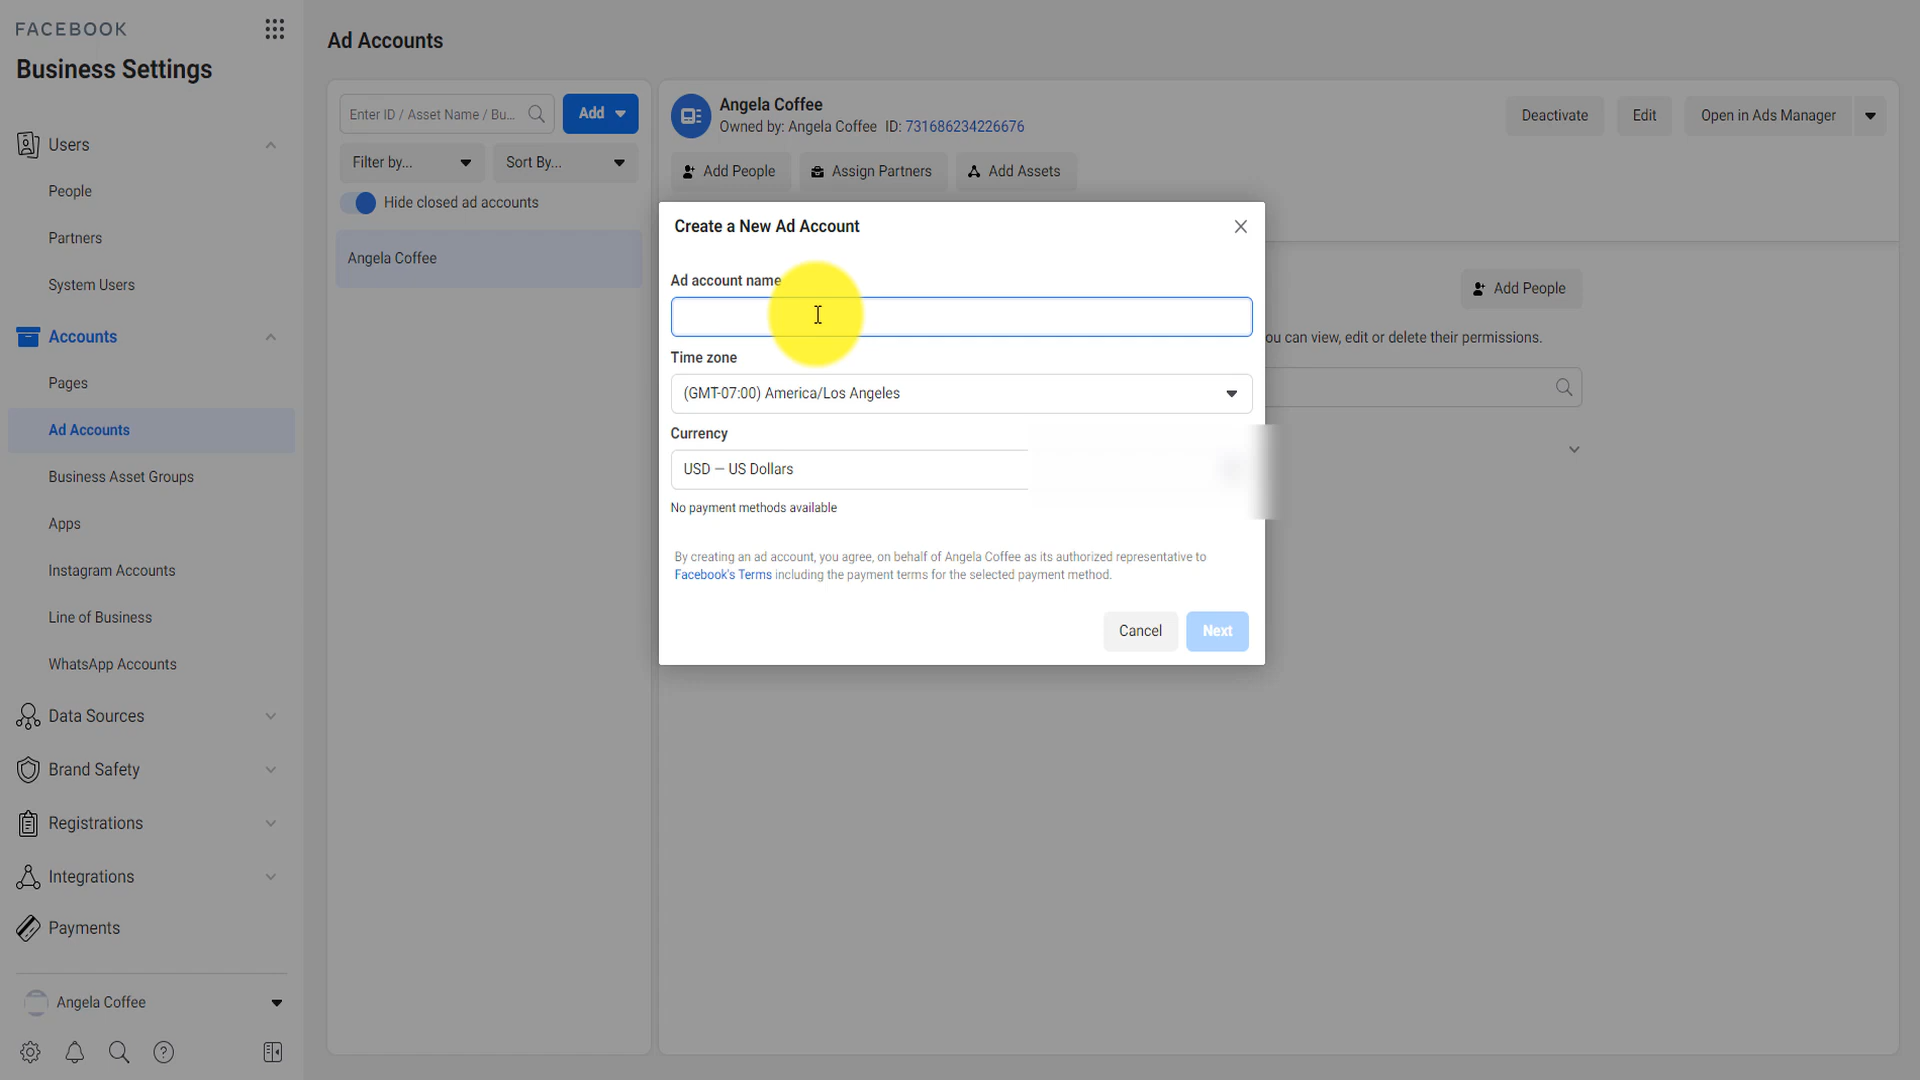 FACEBOOK
Business Settings
Users
People
Partners
System Users
Accounts
Pages
Ad Accounts
Business Asset Groups
Apps
Instagram Accounts
Line of Business
WhatsApp Accounts
Data Sources
Brand Safety
Registrations
Integrations
Payments
Angela Coffee
Ad Accounts
Enter ID / Asset Name / Bu...
Add
Filter by...
Sort By...
Hide closed ad accounts
Angela Coffee
Angela Coffee
Owned by: Angela Coffee ID: 731686234226676
Deactivate
Edit
Open in Ads Manager
Add People
Assign Partners
Add Assets
Add People
ou can view, edit or delete their permissions.
Create a New Ad Account
Ad account name
Time zone
(GMT-07:00) America/Los Angeles
Currency
USD — US Dollars
No payment methods available
By creating an ad account, you agree, on behalf of Angela Coffee as its authorized representative to
Facebook's Terms including the payment terms for the selected payment method.
Cancel
Next